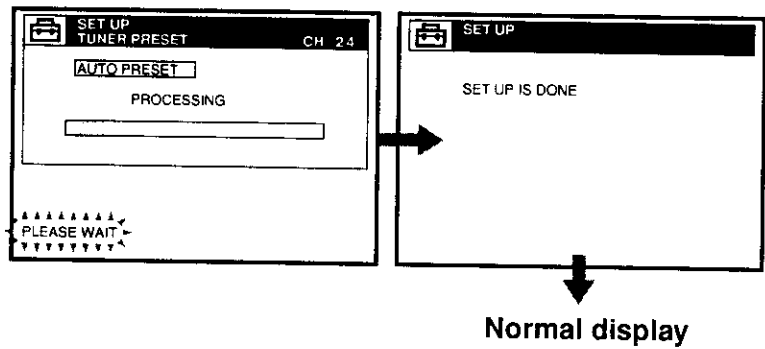 SET UP
TUNER PRESET CH 24
AUTO PRESET
PROCESSING
PLEASE WAIT
SET UP
SET UP IS DONE
Normal display